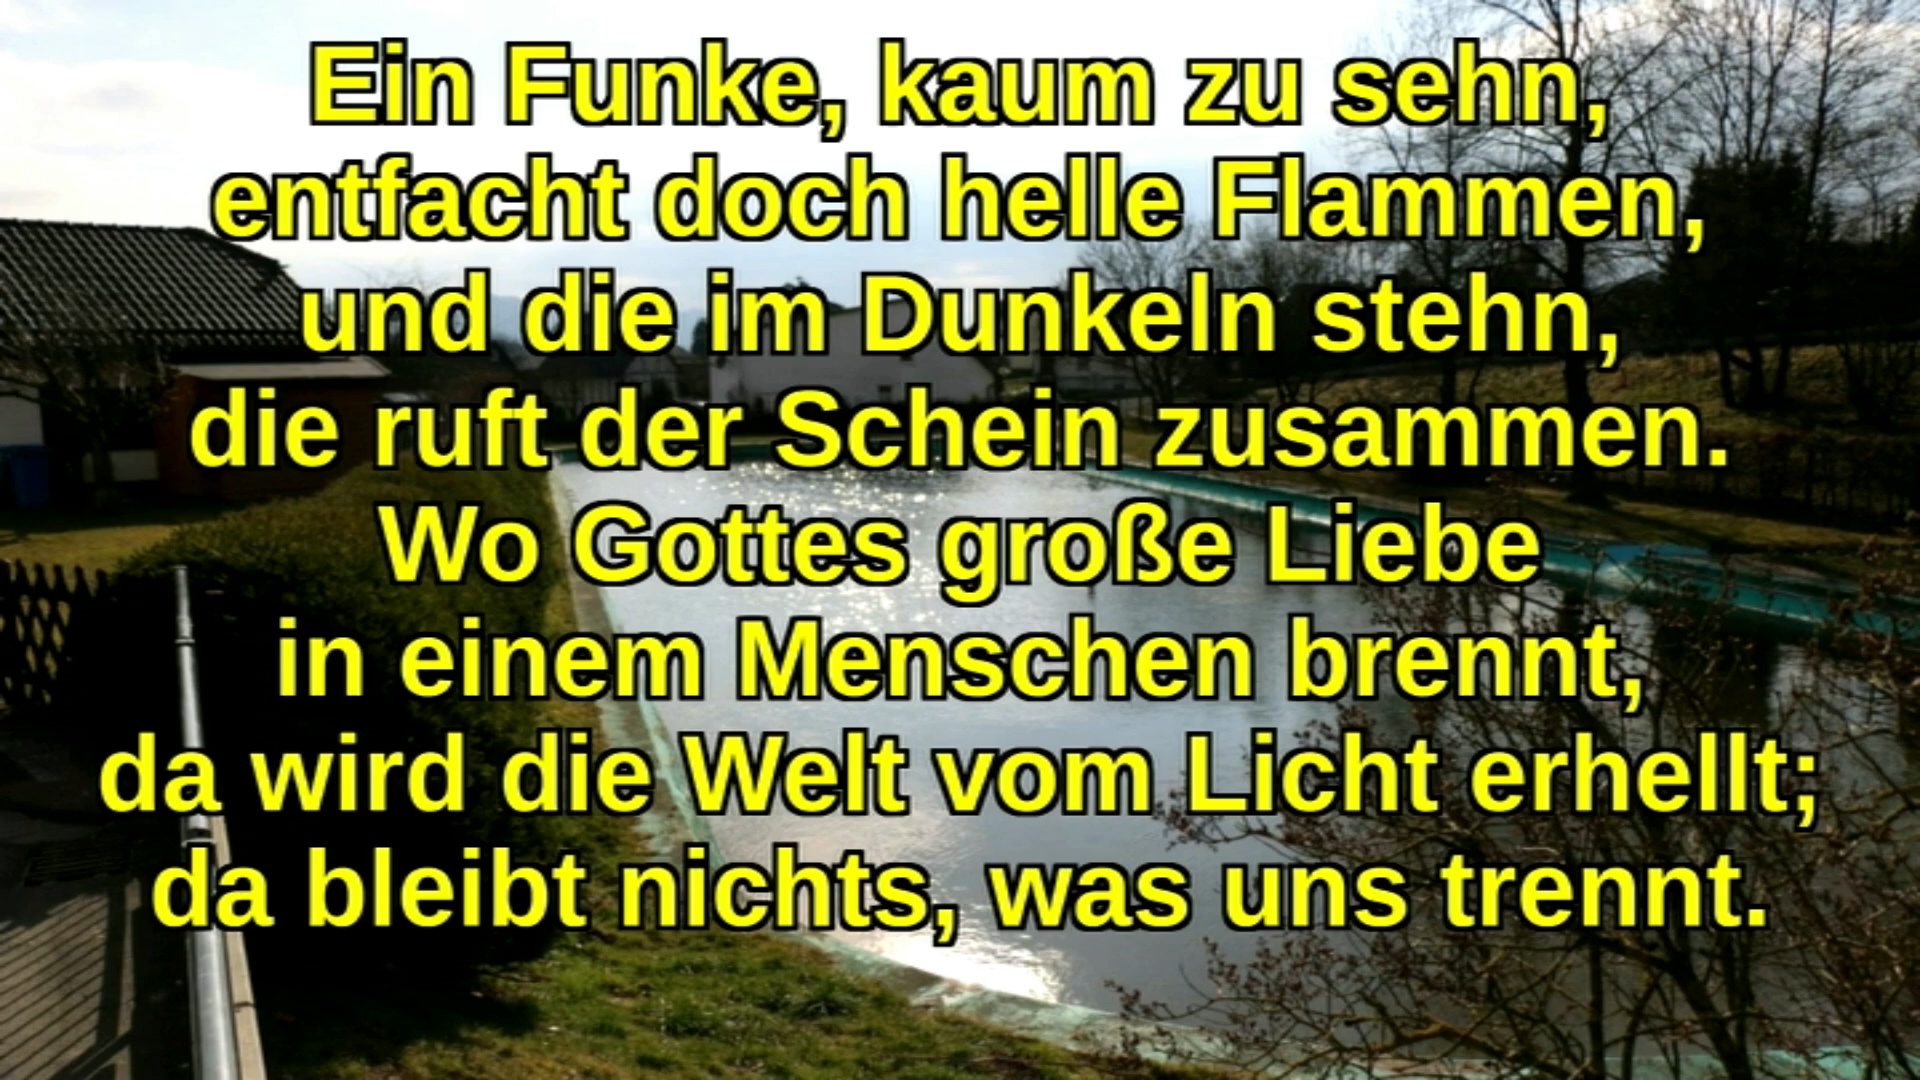 Ein Funke, kaum zu sehn,
entfacht doch helle Flammen,
und die im Dunkeln stehn,
die ruft der Schein zusammen.
Wo Gottes große Liebe
in einem Menschen brennt,
da wird die Welt vom Licht erhellt;
da bleibt nichts, was uns trennt.